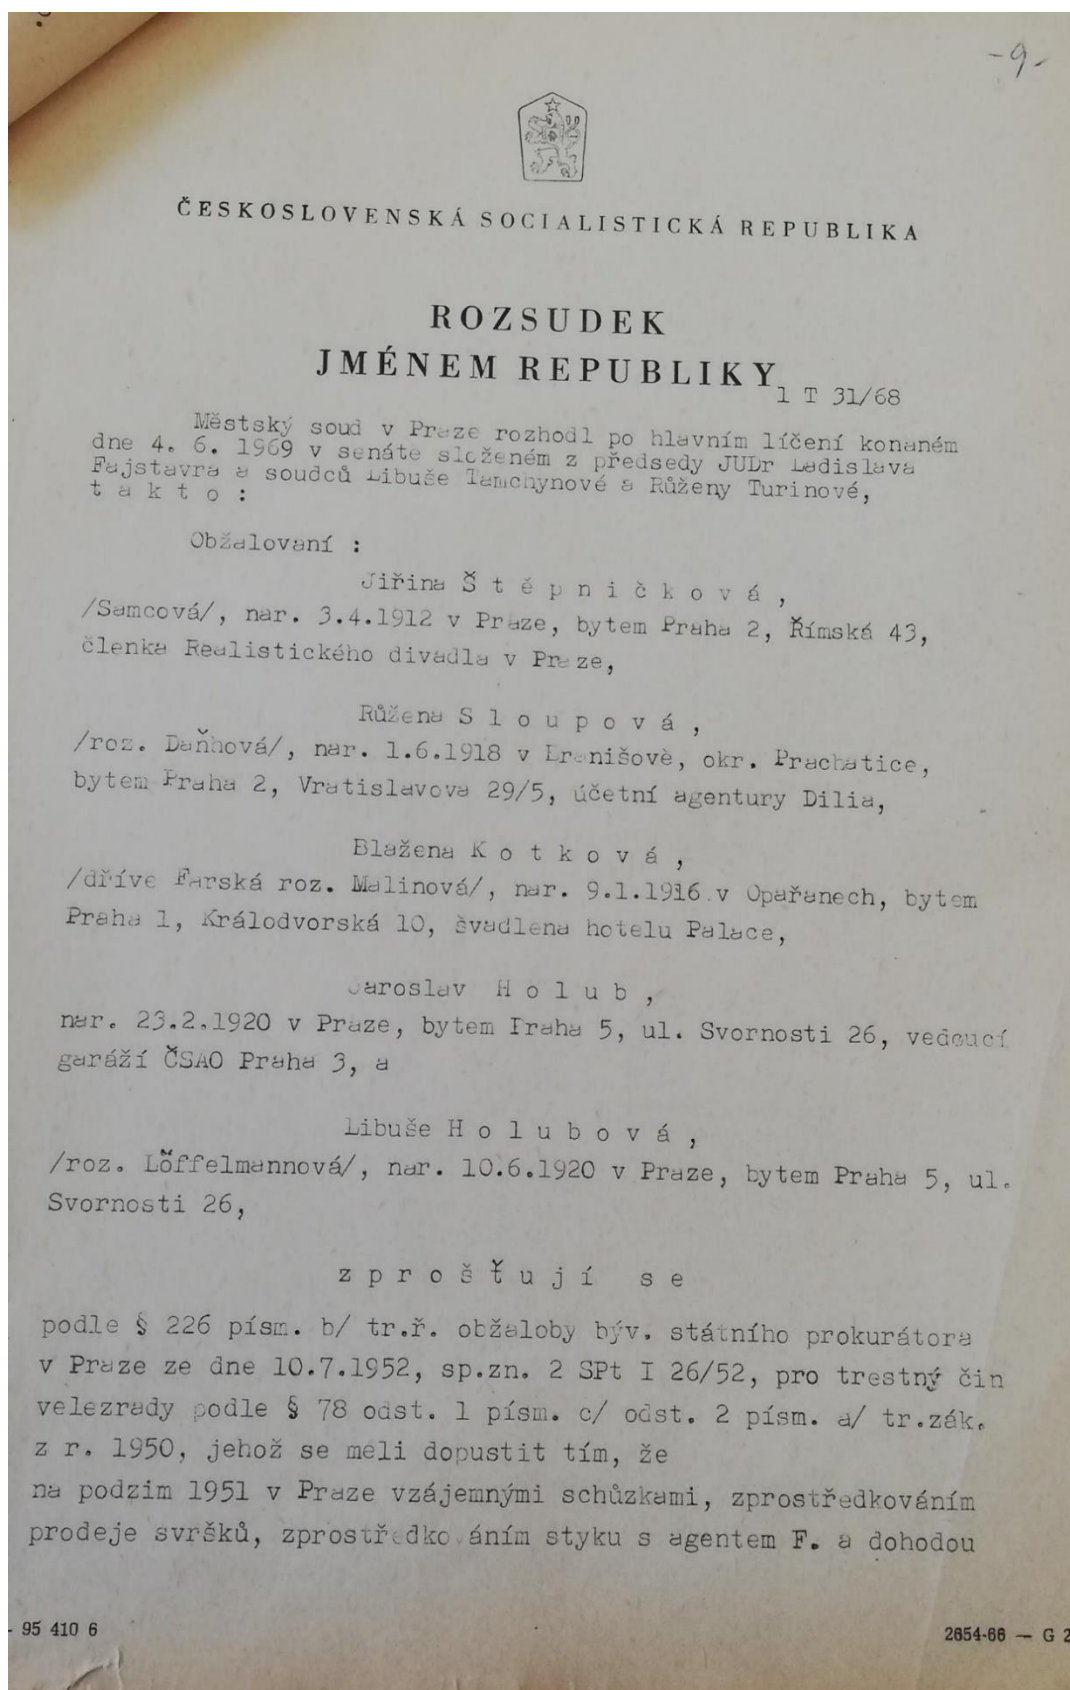 -9-
ČESKOSLOVENSKÁ SOCIALISTICKÁ REPUBLIKA
ROZSUDEK
JMÉNEM REPUBLIKY
1 T 31/68
Městský soud v Praze rozhodl po hlavním líčení konaném
dne 4. 6. 1969 v senáte složeném z předsedy JUDr Ladislava
Fajstavra a soudců Libuše Tamchynové a Růženy Turinové,
t a k t o :
Obžalovaní :
Jiřina Š t ě p n i č k o v á ,
/Samcová/, nar. 3.4.1912 v Praze, bytem Praha 2, Římská 43,
členka Realistického divadla v Praze,
Růžena S l o u p o v á ,
/roz. Daňhová/, nar. 1.6.1918 v okr. Prachatice,
bytem Praha 2, Vratislavova 29/5, účetní agentury Dilia,
Blažena K o t k o v á ,
/dříve Farská roz. Malinová/, nar. 9.1.1916 v Opařanech, bytem
Praha 1, Králodvorská 10, švadlena hotelu Palace,
Jaroslav H o l u b ,
nar. 23.2.1920 v Praze, bytem Praha 5, ul. Svornosti 26, vedoucí
garáží ČSAO Praha 3, a
Libuše H o l u b o v á ,
/roz. Löffelmannová/, nar. 10.6.1920 v Praze, bytem Praha 5, ul.
Svornosti 26,
z p r o š ť u j í s e
podle § 226 písm. b/ tr.ř. obžaloby býv. státního prokurátora
v Praze ze dne 10.7.1952, sp.zn. 2 SPt I 26/52, pro trestný čin
velezrady podle § 78 odst. 1 písm. c/ odst. 2 písm. a/ tr.zák.
z r. 1950, jehož se měli dopustit tím, že
na podzim 1951 v Praze vzájemnými schůzkami, zprostředkováním
prodeje svršků, zprostředkováním styku s agentem F. a dohodou
- 95 410 6
2654-66 — G 2